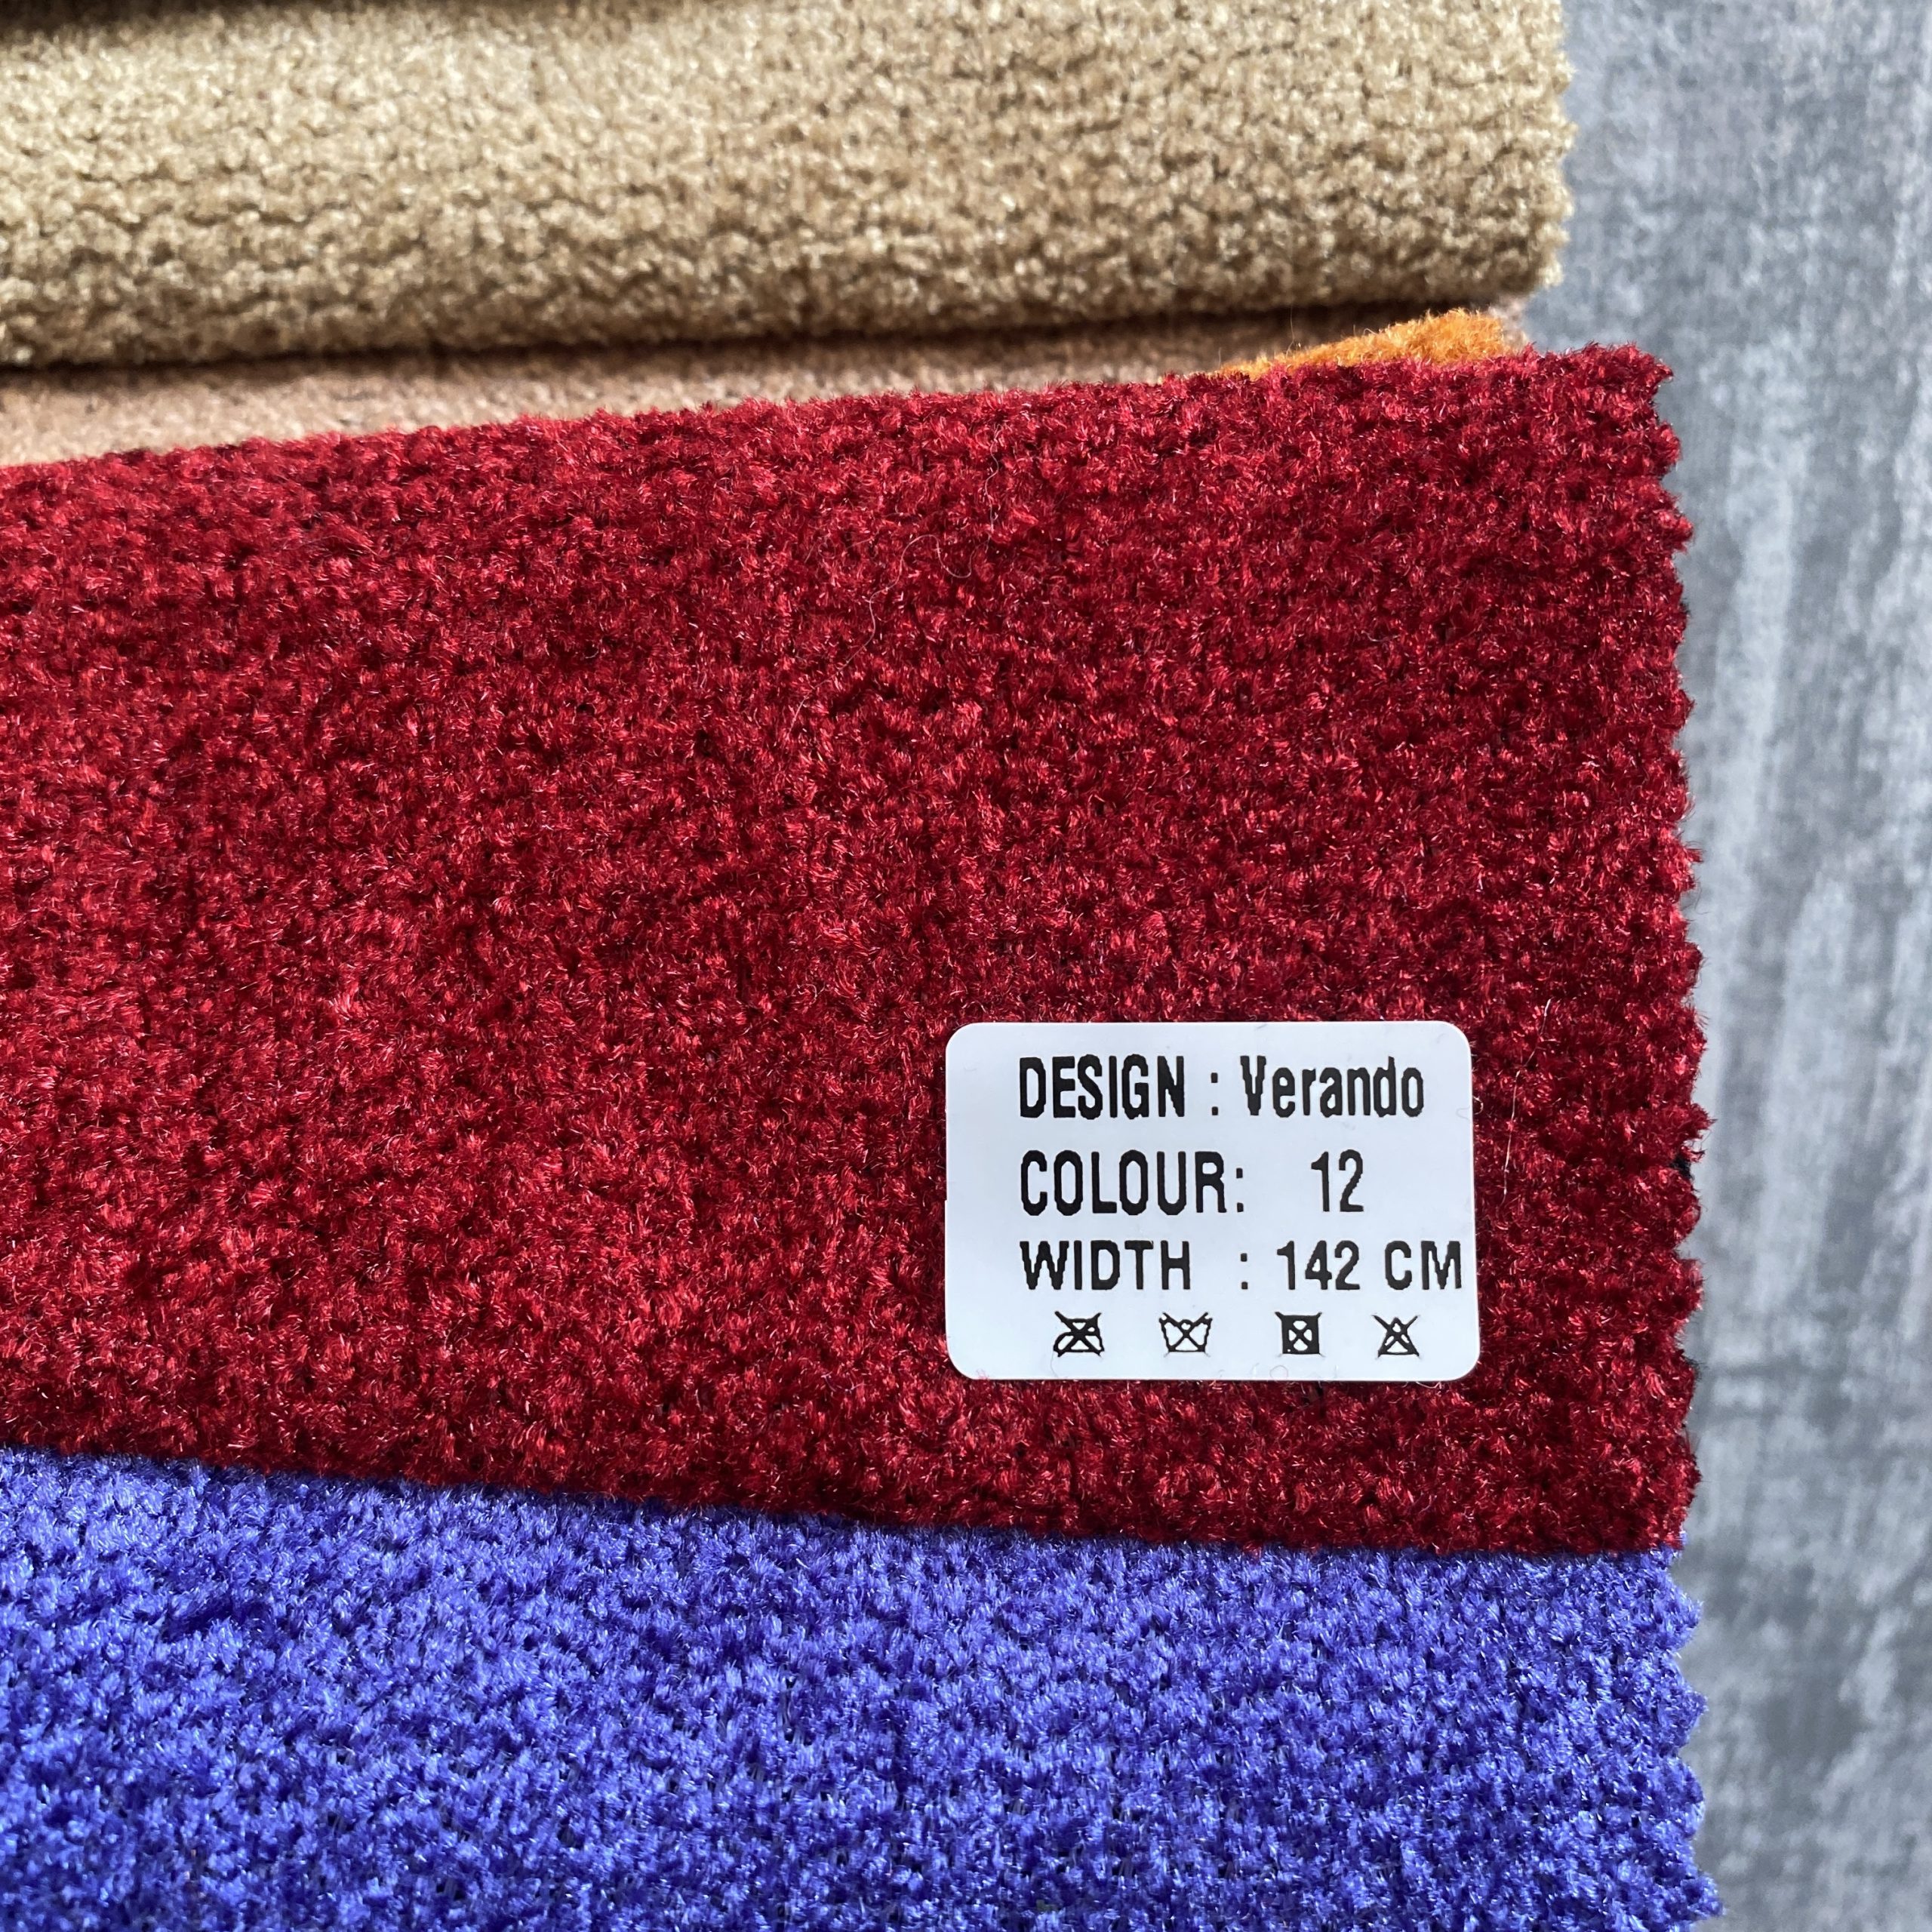 DESIGN : Verando
COLOUR: 12
WIDTH : 142 CM